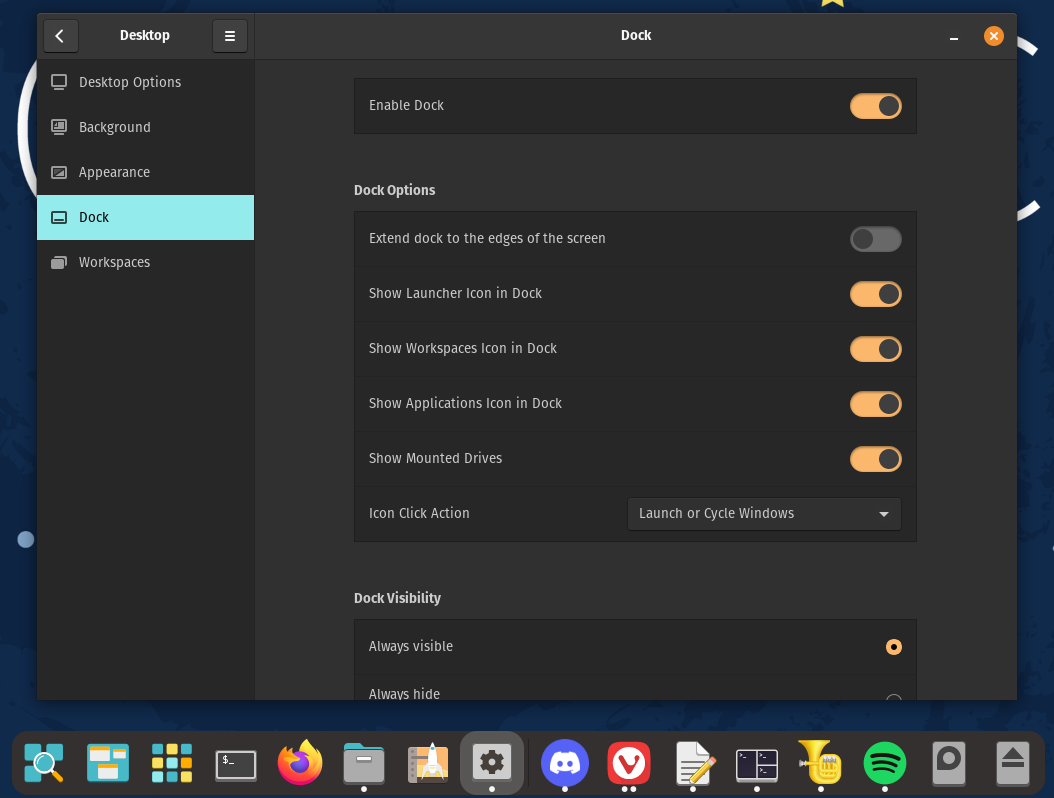 Desktop
Dock
Desktop Options
Background
Appearance
Dock
Workspaces
Enable Dock
Dock Options
Extend dock to the edges of the screen
Show Launcher Icon in Dock
Show Workspaces Icon in Dock
Show Applications Icon in Dock
Show Mounted Drives
Icon Click Action
Launch or Cycle Windows
Dock Visibility
Always visible
Always hide
$_
>_
>_
>_